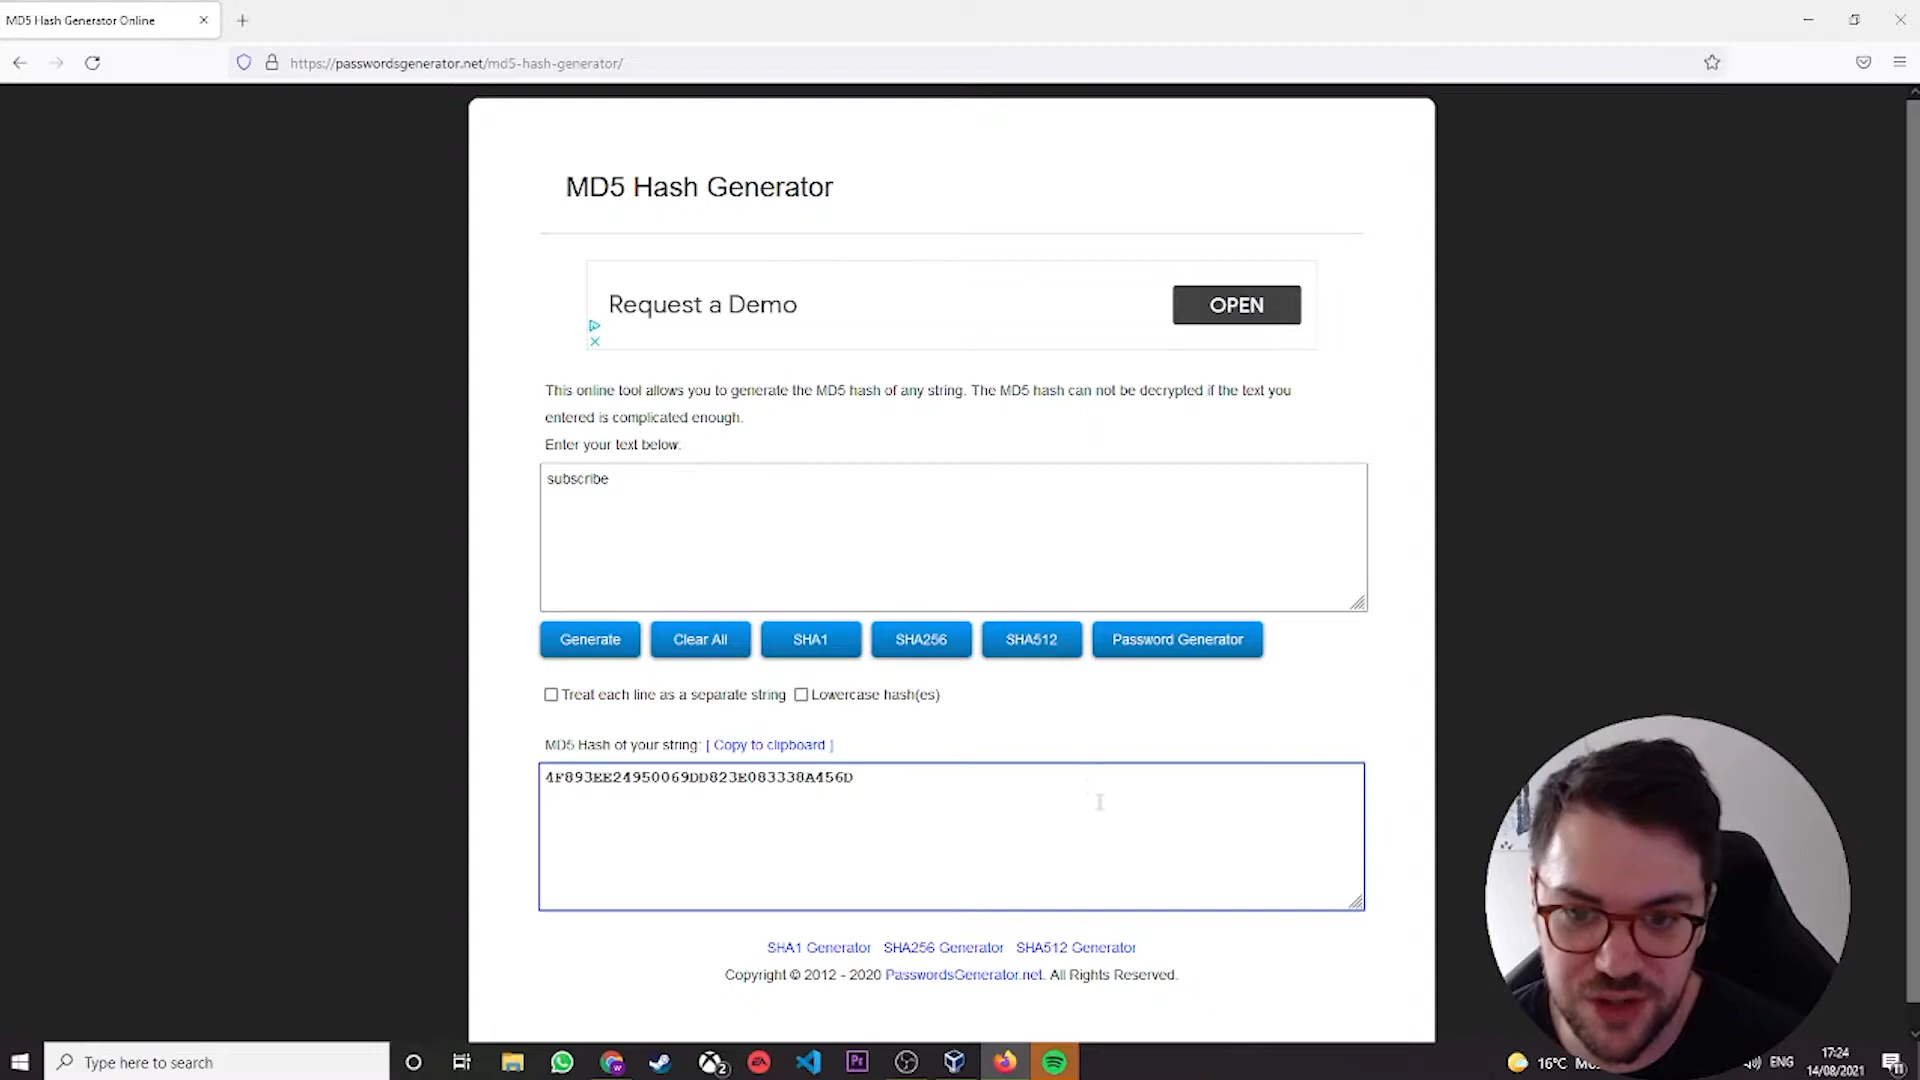 MD5 Hash Generator Online
https://passwordsgenerator.net/md5-hash-generator/
MD5 Hash Generator
Request a Demo
OPEN
This online tool allows you to generate the MD5 hash of any string. The MD5 hash can not be decrypted if the text you
entered is complicated enough.
Enter your text below:
subscribe
Generate Clear All SHA1 SHA256 SHA512 Password Generator
Treat each line as a separate string Lowercase hash(es)
MD5 Hash of your string: [ Copy to clipboard ]
4F893EE24950069DD823E083338A456D
SHA1 Generator SHA256 Generator SHA512 Generator
Copyright © 2012 - 2020 PasswordsGenerator.net. All Rights Reserved.
Type here to search
2
EA
Pr
16°C
ENG
17:24
14/08/2021